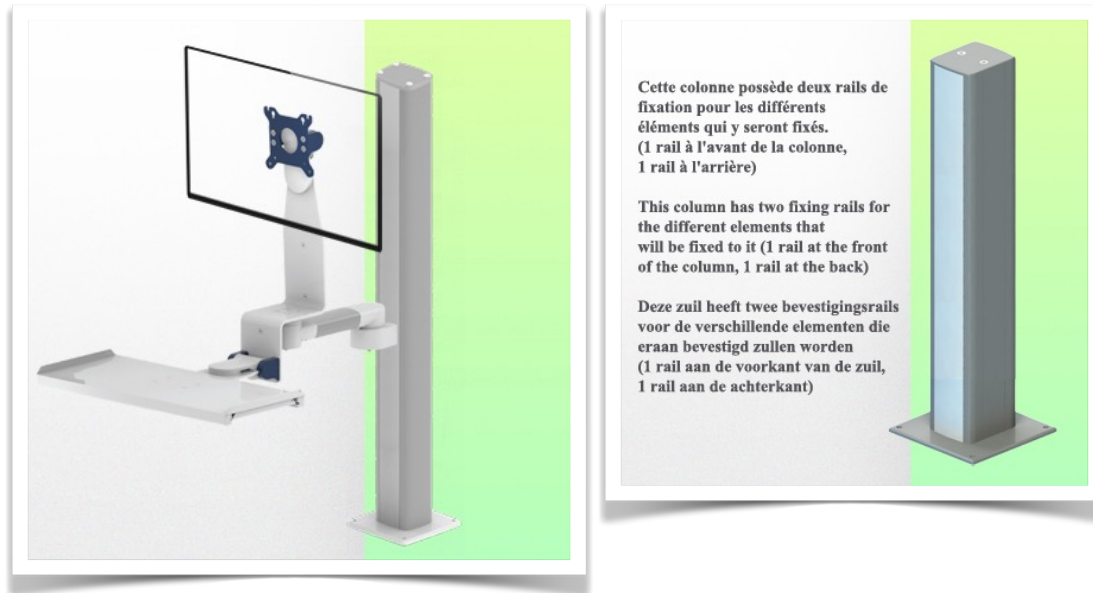 Cette colonne possède deux rails de
fixation pour les différents
éléments qui y seront fixés.
(1 rail à l'avant de la colonne,
1 rail à l'arrière)
This column has two fixing rails for
the different elements that
will be fixed to it (1 rail at the front
of the column, 1 rail at the back)
Deze zuil heeft twee bevestigingsrails
voor de verschillende elementen die
eraan bevestigd zullen worden
(1 rail aan de voorkant van de zuil,
1 rail aan de achterkant)